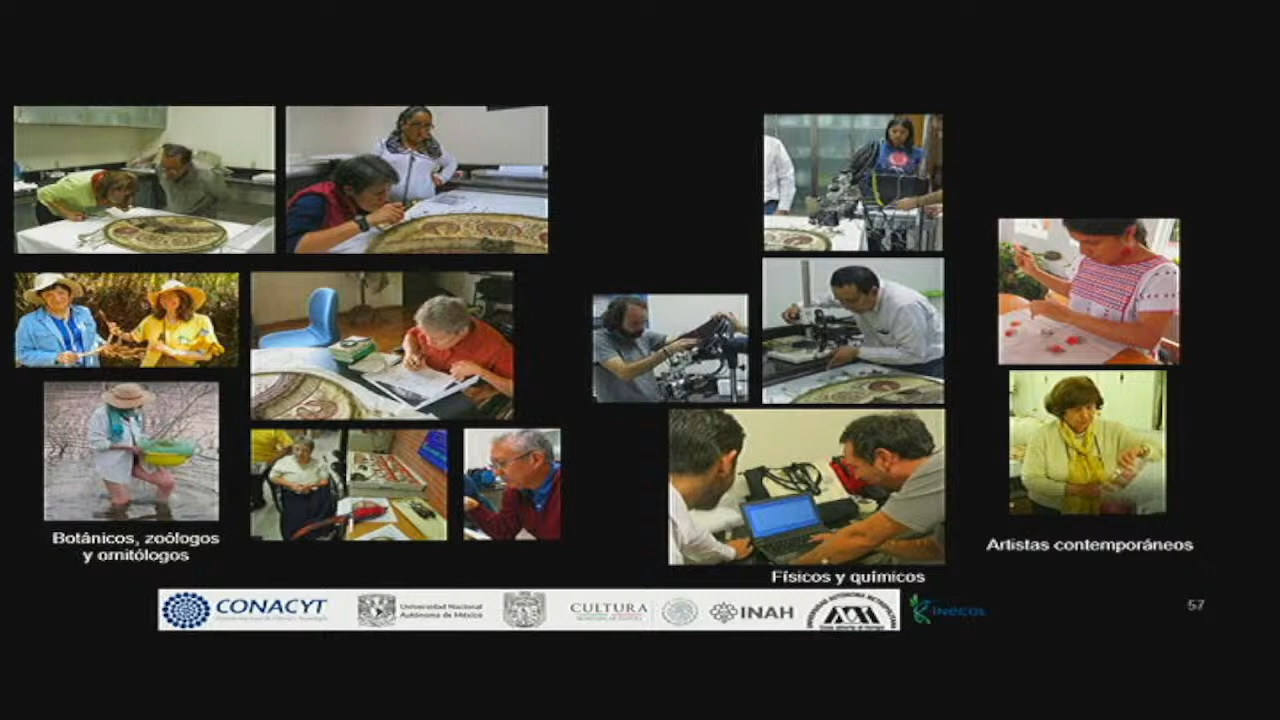 Botánicos, zoólogos
y ornitólogos
Físicos y químicos
Artistas contemporáneos
CONACYT
Universidad Nacional
Autónoma de México
CULTURA
INAH
inecol
57